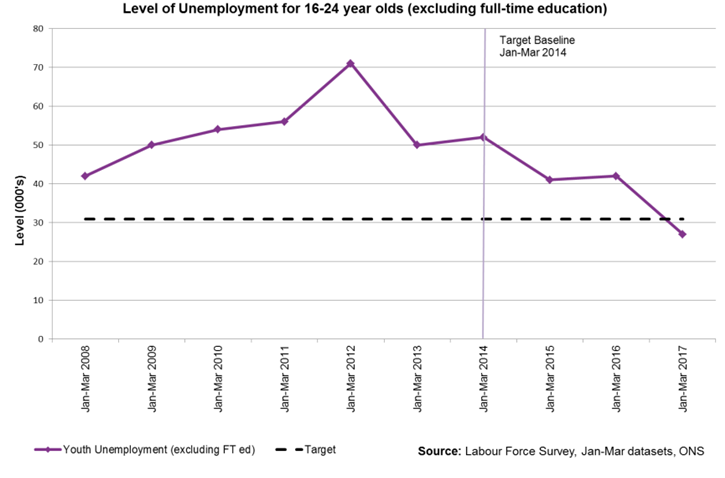 Level of Unemployment for 16-24 year olds (excluding full-time education)
Target Baseline
Jan-Mar 2014
Level (000's)
80
70
60
50
40
30
20
10
0
Jan-Mar 2008
Jan-Mar 2009
Jan-Mar 2010
Jan-Mar 2011
Jan-Mar 2012
Jan-Mar 2013
Jan-Mar 2014
Jan-Mar 2015
Jan-Mar 2016
Jan-Mar 2017
Youth Unemployment (excluding FT ed)
Target
Source: Labour Force Survey, Jan-Mar datasets, ONS